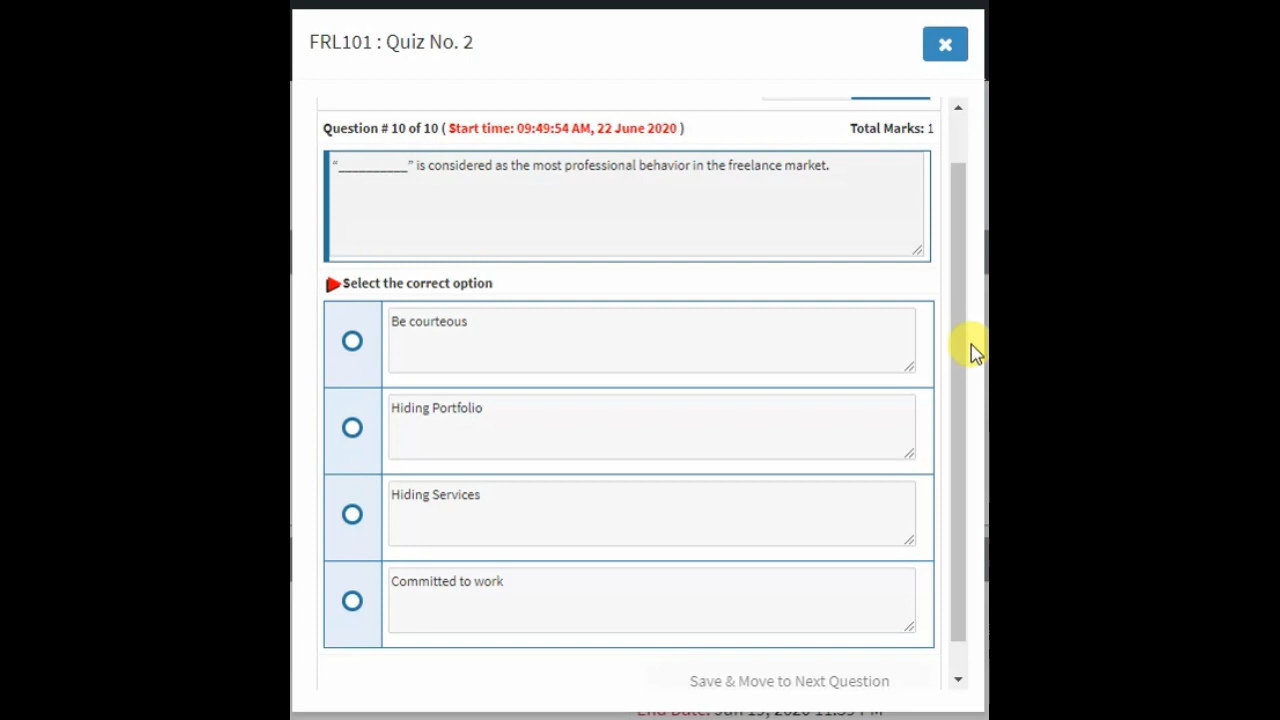 FRL101 : Quiz No. 2
Question # 10 of 10 ( Start time: 09:49:54 AM, 22 June 2020 ) Total Marks: 1
“__________” is considered as the most professional behavior in the freelance market.
Select the correct option
Be courteous
Hiding Portfolio
Hiding Services
Committed to work
Save & Move to Next Question